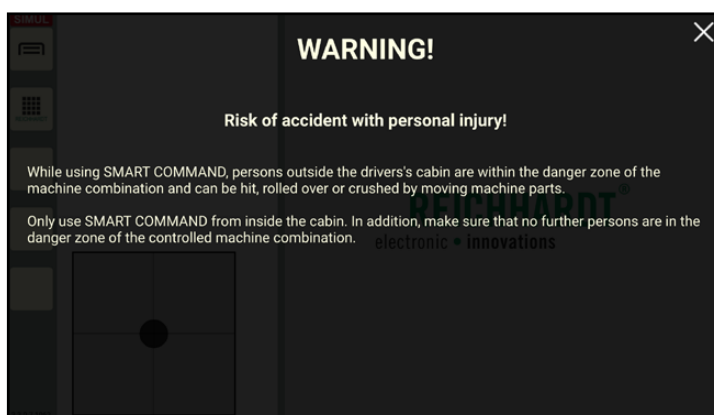 SIMUL
WARNING!
Risk of accident with personal injury!
While using SMART COMMAND, persons outside the drivers's cabin are within the danger zone of the
machine combination and can be hit, rolled over or crushed by moving machine parts.
REICHHARDT®
Only use SMART COMMAND from inside the cabin. In addition, make sure that no further persons are in the
danger zone of the controlled machine combination.
electronic • innovations